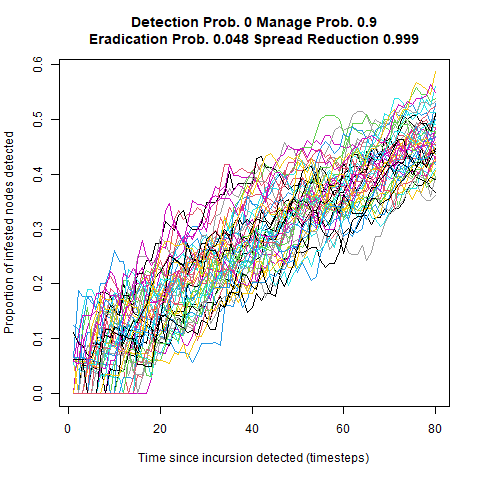 Detection Prob. 0 Manage Prob. 0.9
Eradication Prob. 0.048 Spread Reduction 0.999
Proportion of infested nodes detected
0.6
0.5
0.4
0.3
0.2
0.1
0.0
0 20 40 60 80
Time since incursion detected (timesteps)